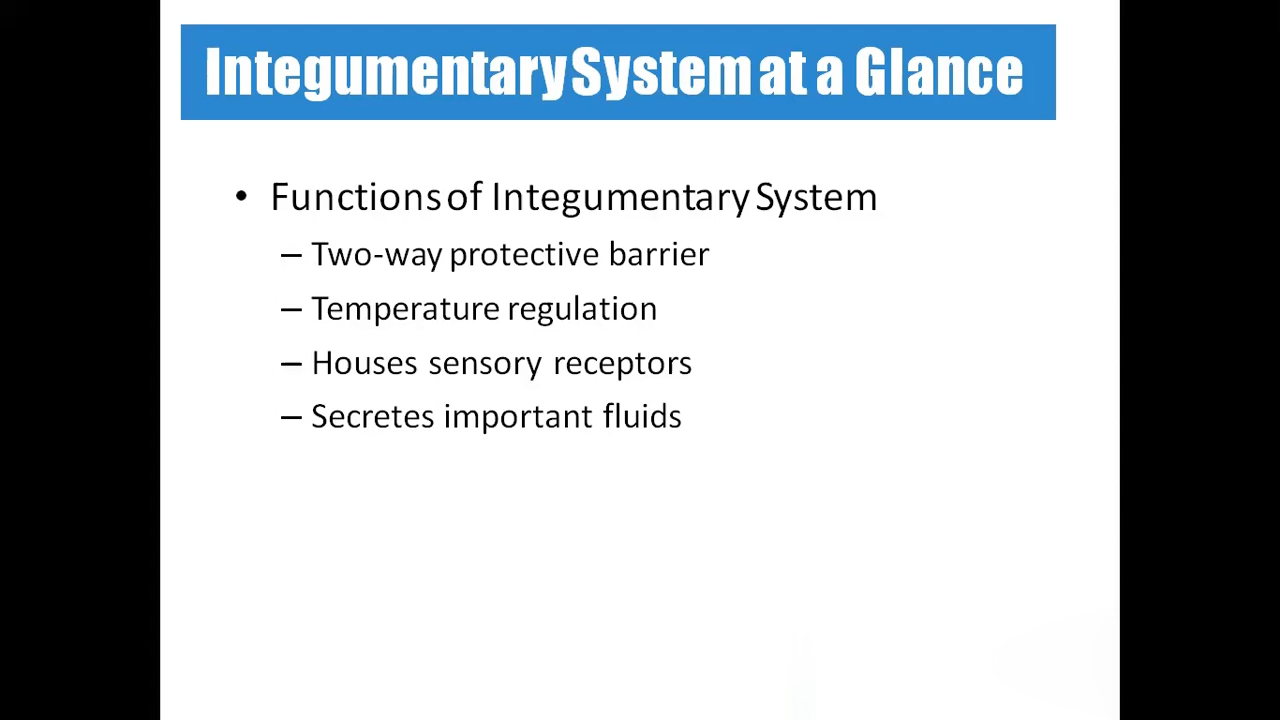 Integumentary System at a Glance
• Functions of Integumentary System
– Two-way protective barrier
– Temperature regulation
– Houses sensory receptors
– Secretes important fluids